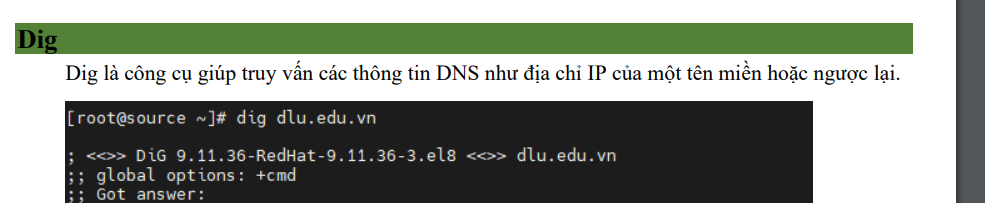 Dig
Dig là công cụ giúp truy vấn các thông tin DNS như địa chỉ IP của một tên miền hoặc ngược lại.
[root@source ~]# dig dlu.edu.vn
; <<>> DiG 9.11.36-RedHat-9.11.36-3.el8 <<>> dlu.edu.vn
;; global options: +cmd
;; Got answer: